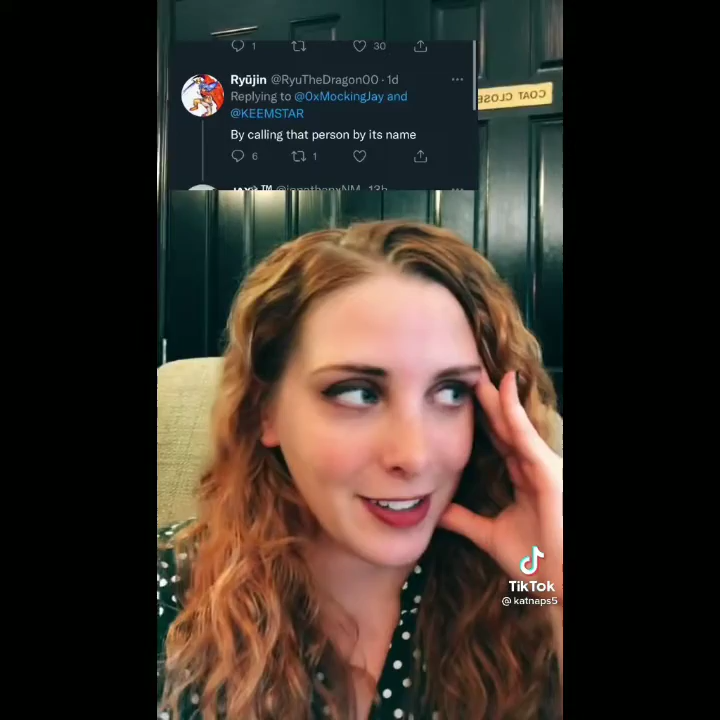 1 30
Ryūjin @RyuTheDragon00 · 1d
Replying to @0xMockingJay and
@KEEMSTAR
By calling that person by its name
6 1
13h
COAT CLOSE
TikTok
@katnaps5